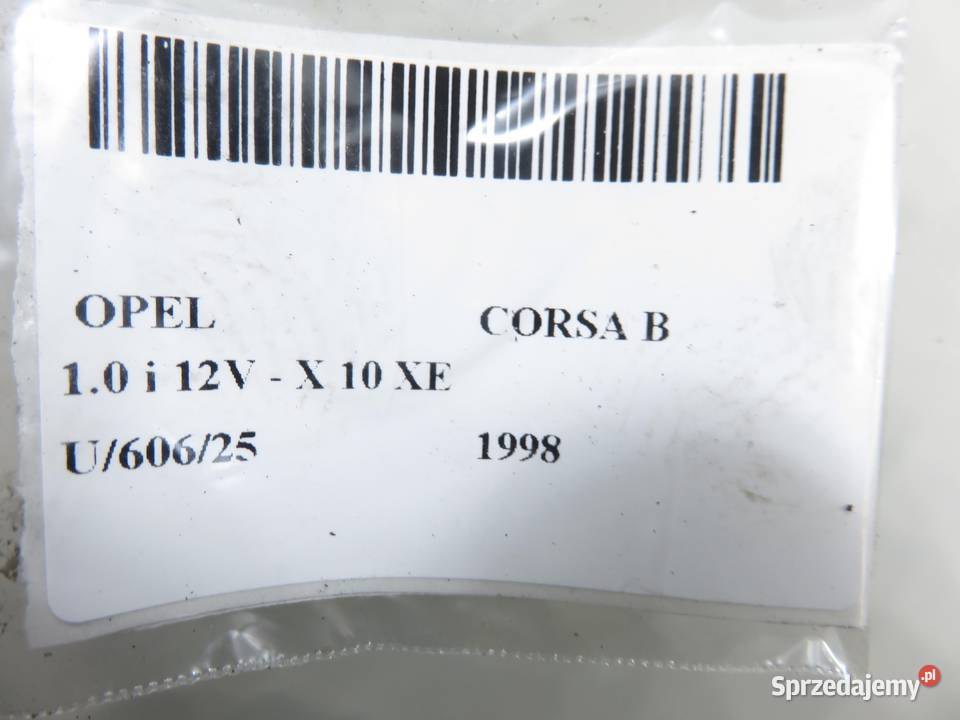 OPEL CORSA B
1.0 i 12V - X 10 XE
U/606/25 1998
Sprzedajemy.pl